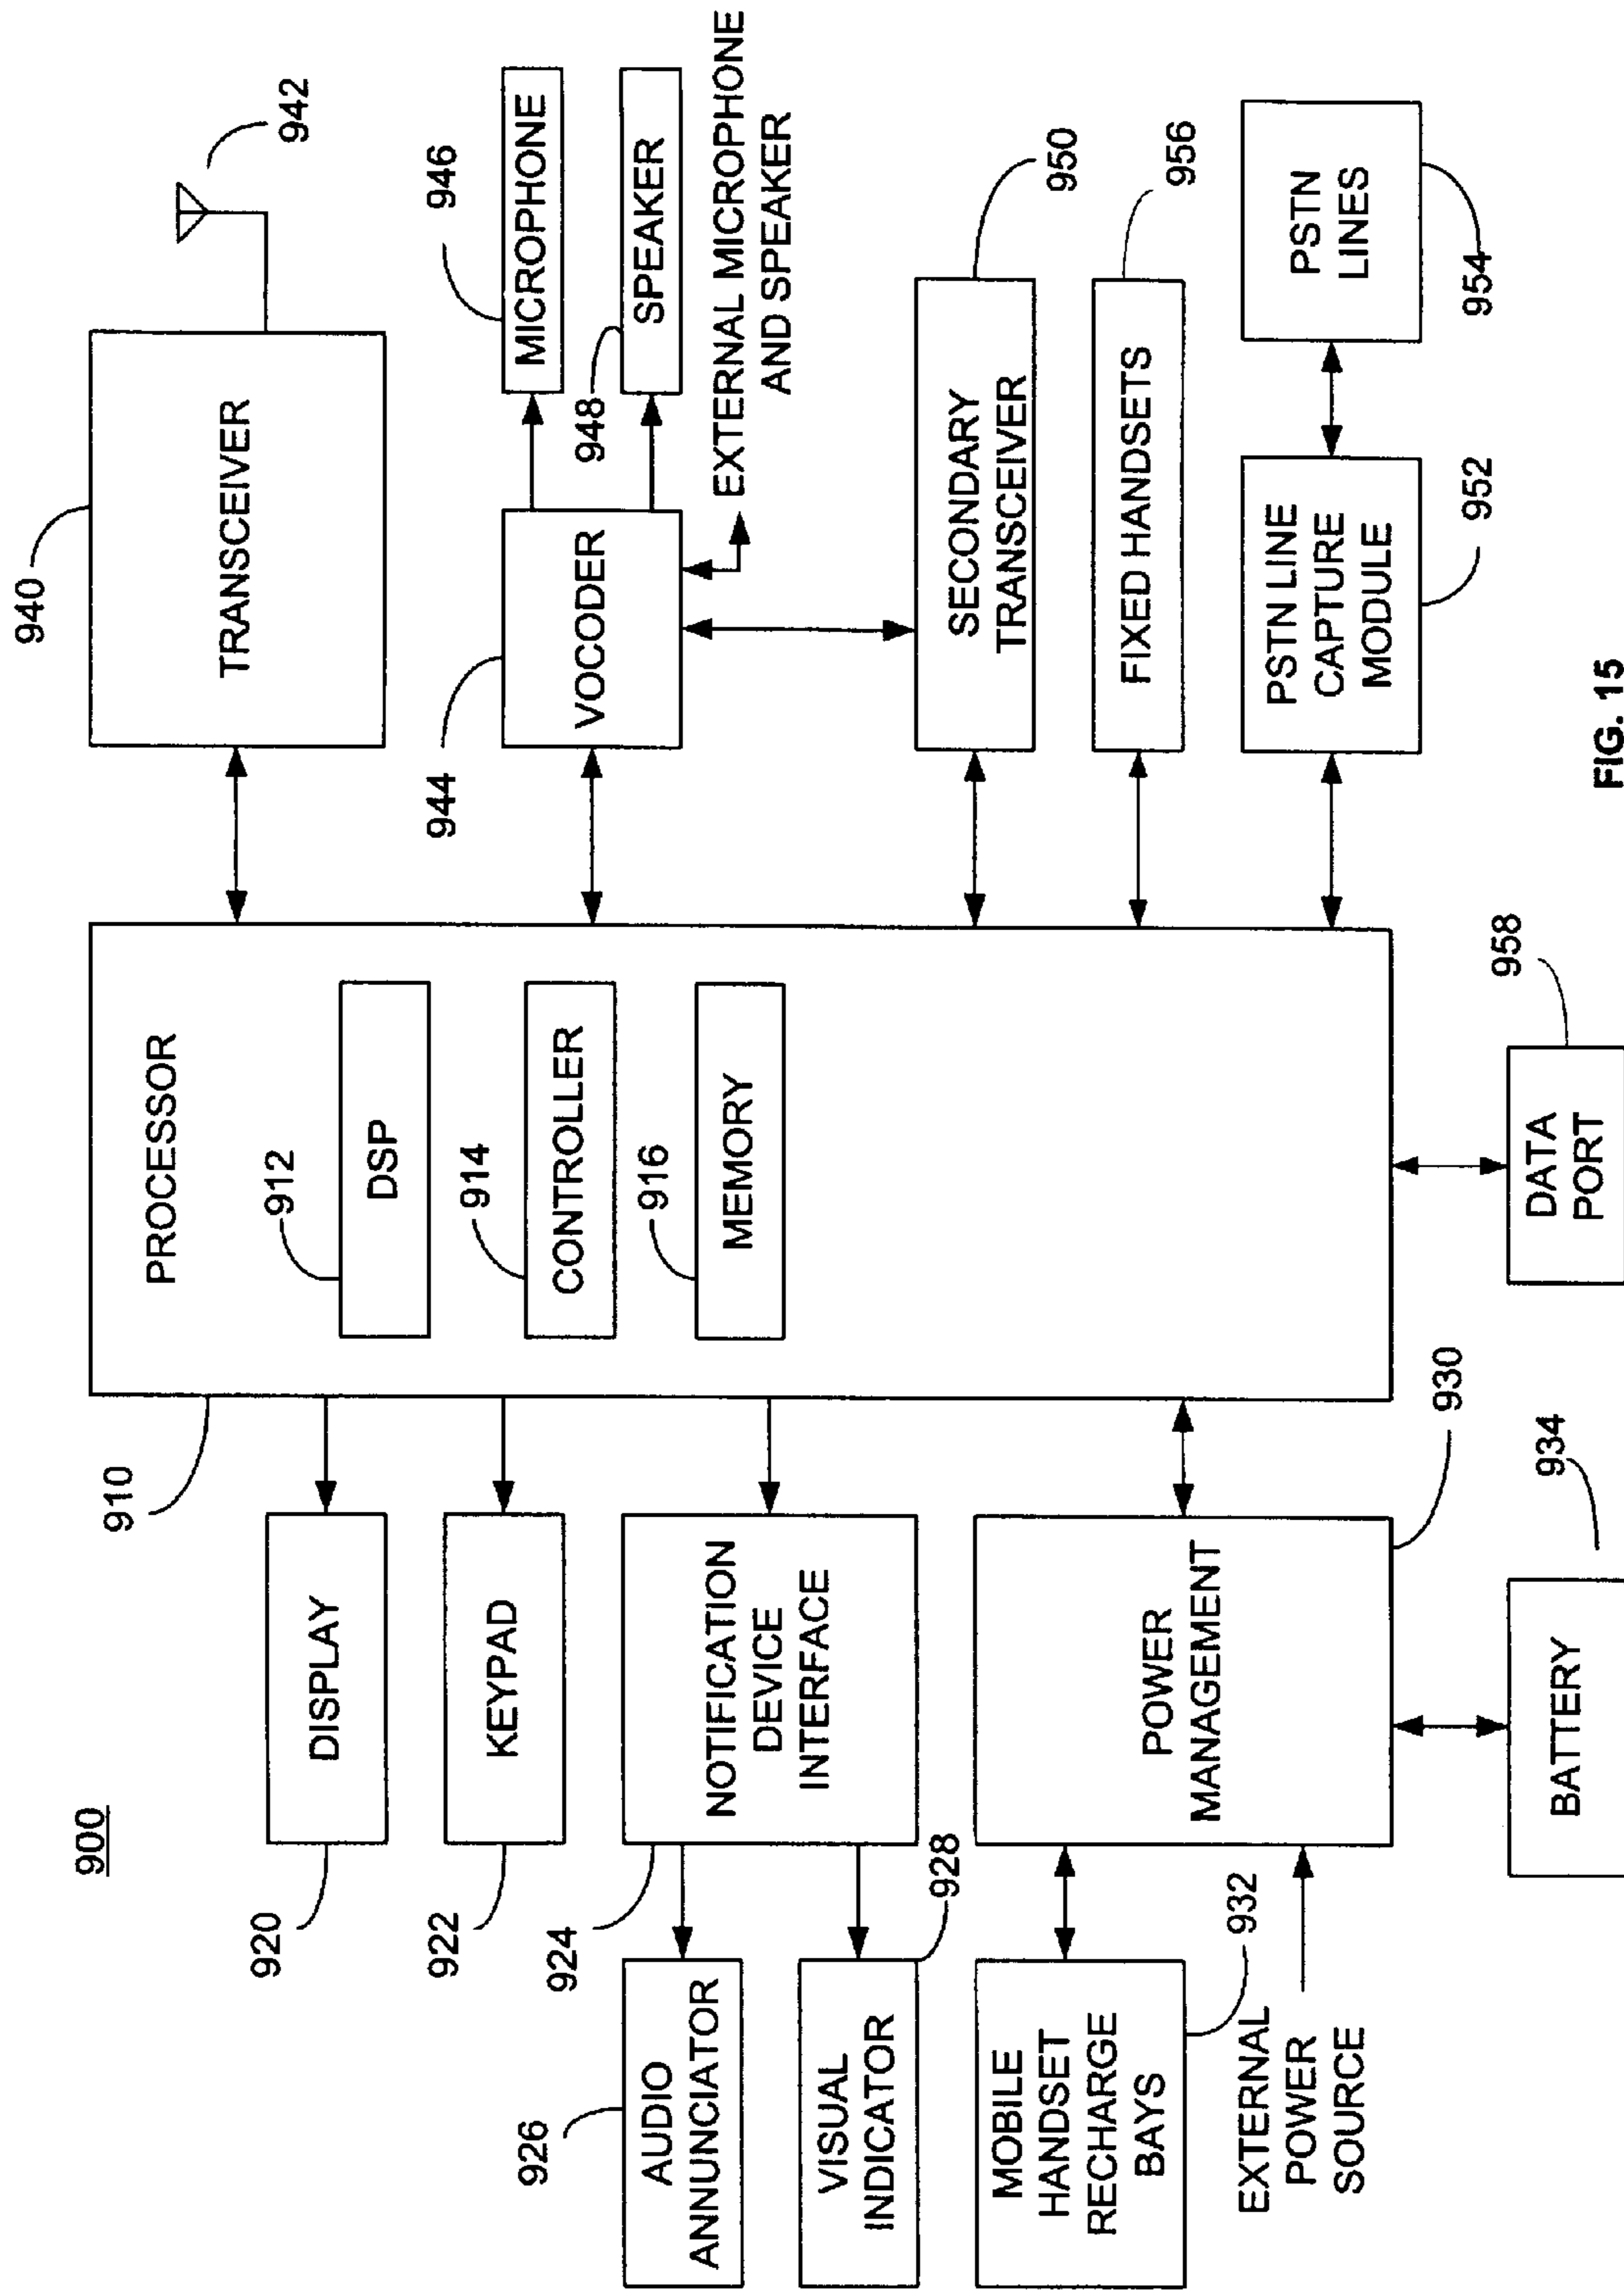 900
910
PROCESSOR
912
DSP
914
CONTROLLER
916
MEMORY
920
DISPLAY
922
KEYPAD
924
NOTIFICATION
DEVICE
INTERFACE
926
AUDIO
ANNUNCIATOR
928
VISUAL
INDICATOR
930
POWER
MANAGEMENT
932
MOBILE
HANDSET
RECHARGE
BAYS
EXTERNAL
POWER
SOURCE
934
BATTERY
940
TRANSCEIVER
942
944
VOCODER
946
MICROPHONE
948
SPEAKER
EXTERNAL MICROPHONE
AND SPEAKER
950
SECONDARY
TRANSCEIVER
956
FIXED HANDSETS
952
PSTN LINE
CAPTURE
MODULE
954
PSTN
LINES
958
DATA
PORT
FIG. 15